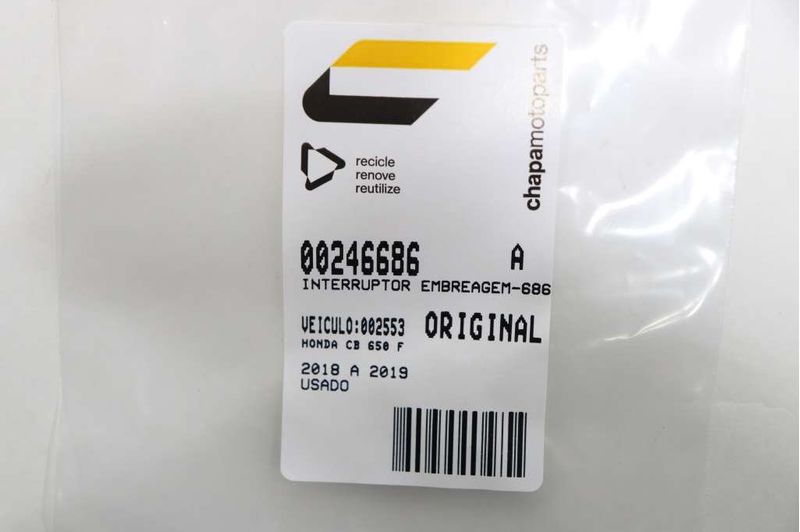 chapamotoparts
recicle
renove
reutilize
00246686 A
INTERRUPTOR EMBREAGEM-686
VEICULO:002553 ORIGINAL
HONDA CB 650 F
2018 A 2019
USADO